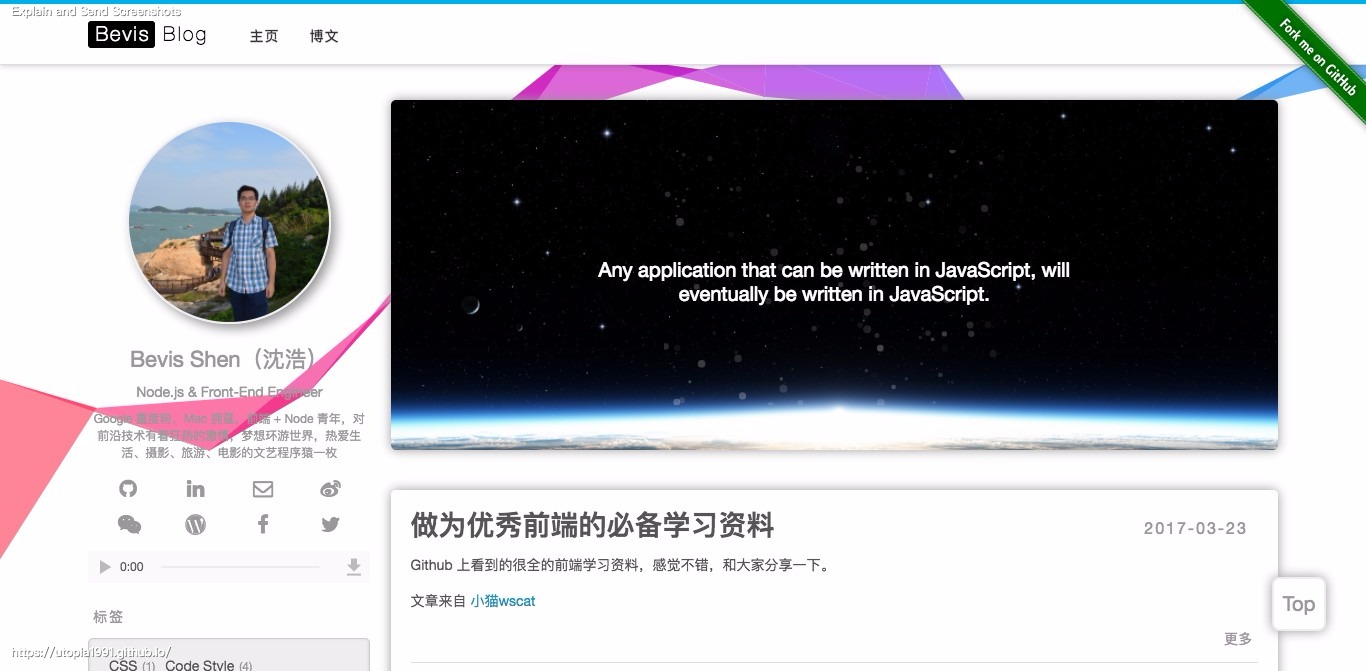 Explain and Send Screenshots
Bevis Blog
主页
博文
Fork me on GitHub
Any application that can be written in JavaScript, will
eventually be written in JavaScript.
Bevis Shen（沈浩）
Node.js & Front-End Engineer
Google 重度狗，Mac 拥趸，前端 + Node 青年，对
前沿技术有着狂热的激情，梦想环游世界，热爱生
活、摄影、旅游、电影的文艺程序猿一枚
0:00
标签
CSS (1) Code Style (4)
做为优秀前端的必备学习资料
2017-03-23
Github 上看到的很全的前端学习资料，感觉不错，和大家分享一下。
文章来自 小猫wscat
更多
Top
https://utopia1991.github.io/